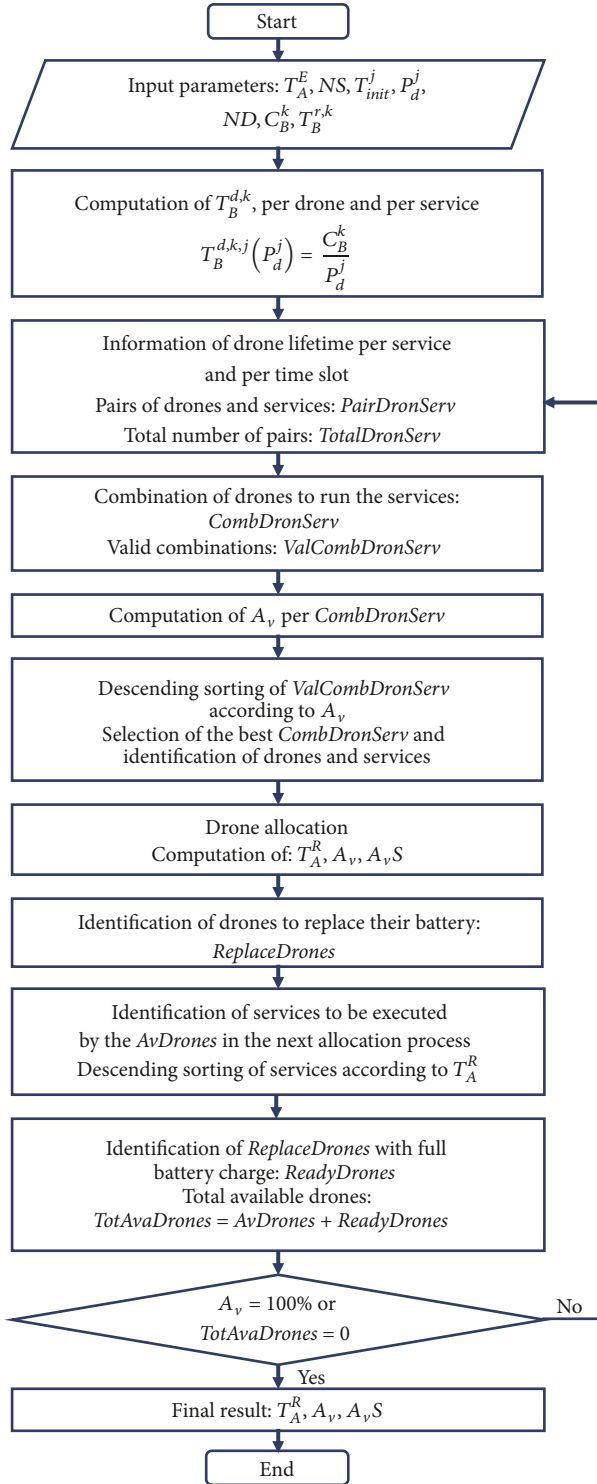 Start
Input parameters: T_A^E, NS, T_init^j, P_d^j,
ND, C_B^k, T_B^{r,k}
Computation of T_B^{d,k}, per drone and per service
T_B^{d,k,j}(P_d^j) = C_B^k / P_d^j
Information of drone lifetime per service
and per time slot
Pairs of drones and services: PairDronServ
Total number of pairs: TotalDronServ
Combination of drones to run the services:
CombDronServ
Valid combinations: ValCombDronServ
Computation of A_v per CombDronServ
Descending sorting of ValCombDronServ
according to A_v
Selection of the best CombDronServ and
identification of drones and services
Drone allocation
Computation of: T_A^R, A_v, A_vS
Identification of drones to replace their battery:
ReplaceDrones
Identification of services to be executed
by the AvDrones in the next allocation process
Descending sorting of services according to T_A^R
Identification of ReplaceDrones with full
battery charge: ReadyDrones
Total available drones:
TotAvaDrones = AvDrones + ReadyDrones
A_v = 100% or
TotAvaDrones = 0
No
Yes
Final result: T_A^R, A_v, A_vS
End